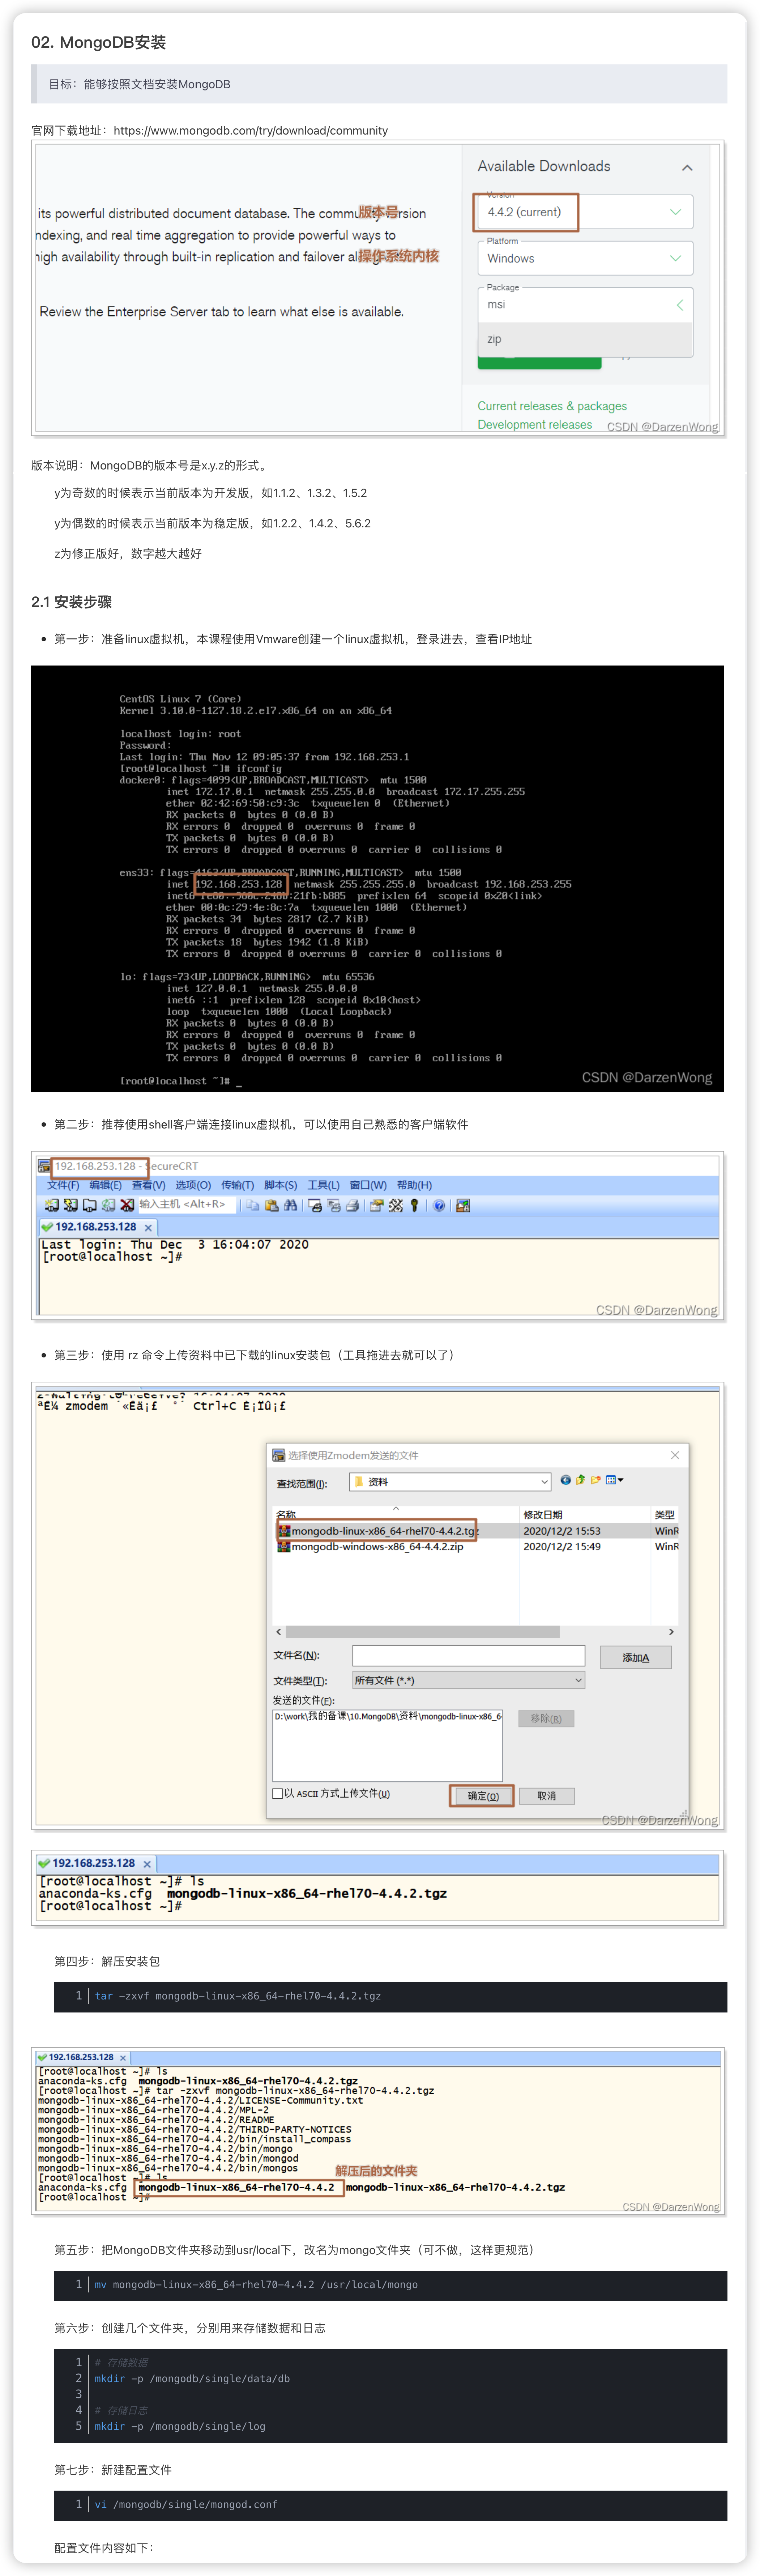 02. MongoDB安装
目标：能够按照文档安装MongoDB
官网下载地址：https://www.mongodb.com/try/download/community
Available Downloads
Version
its powerful distributed document database. The community version
版本号
4.4.2 (current)
ndexing, and real time aggregation to provide powerful ways to
Platform
high availability through built-in replication and failover
操作系统内核
Windows
Package
msi
Review the Enterprise Server tab to learn what else is available.
zip
Current releases & packages
Development releases
CSDN @DarzenWong
版本说明：MongoDB的版本号是x.y.z的形式。
y为奇数的时候表示当前版本为开发版，如1.1.2、1.3.2、1.5.2
y为偶数的时候表示当前版本为稳定版，如1.2.2、1.4.2、5.6.2
z为修正版好，数字越大越好
2.1 安装步骤
• 第一步：准备linux虚拟机，本课程使用Vmware创建一个linux虚拟机，登录进去，查看IP地址
CentOS Linux 7 (Core)
Kernel 3.10.0-1127.18.2.el7.x86_64 on an x86_64
localhost login: root
Password:
Last login: Thu Nov 12 09:05:37 from 192.168.253.1
[root@localhost ~]# ifconfig
docker0: flags=4099<UP,BROADCAST,MULTICAST>  mtu 1500
inet 172.17.0.1  netmask 255.255.0.0  broadcast 172.17.255.255
ether 02:42:69:50:c9:3c  txqueuelen 0  (Ethernet)
RX packets 0  bytes 0 (0.0 B)
RX errors 0  dropped 0  overruns 0  frame 0
TX packets 0  bytes 0 (0.0 B)
TX errors 0  dropped 0 overruns 0  carrier 0  collisions 0
ens33: flags=4163<UP,BROADCAST,RUNNING,MULTICAST>  mtu 1500
inet 192.168.253.128  netmask 255.255.255.0  broadcast 192.168.253.255
inet6 prefixlen 64  scopeid 0x20<link>
ether 00:0c:29:4e:8c:7a  txqueuelen 1000  (Ethernet)
RX packets 34  bytes 2817 (2.7 KiB)
RX errors 0  dropped 0  overruns 0  frame 0
TX packets 18  bytes 1942 (1.8 KiB)
TX errors 0  dropped 0 overruns 0  carrier 0  collisions 0
lo: flags=73<UP,LOOPBACK,RUNNING>  mtu 65536
inet 127.0.0.1  netmask 255.0.0.0
inet6 ::1  prefixlen 128  scopeid 0x10<host>
loop  txqueuelen 1000  (Local Loopback)
RX packets 0  bytes 0 (0.0 B)
RX errors 0  dropped 0  overruns 0  frame 0
TX packets 0  bytes 0 (0.0 B)
TX errors 0  dropped 0 overruns 0  carrier 0  collisions 0
[root@localhost ~]# _
CSDN @DarzenWong
• 第二步：推荐使用shell客户端连接linux虚拟机，可以使用自己熟悉的客户端软件
192.168.253.128 - SecureCRT
文件(F) 编辑(E) 查看(V) 选项(O) 传输(T) 脚本(S) 工具(L) 窗口(W) 帮助(H)
输入主机 <Alt+R>
192.168.253.128 ×
Last login: Thu Dec  3 16:04:07 2020
[root@localhost ~]#
CSDN @DarzenWong
• 第三步：使用 rz 命令上传资料中已下载的linux安装包（工具拖进去就可以了）
zmodem Ctrl+C
选择使用Zmodem发送的文件
查找范围(I): 资料
名称 修改日期 类型
mongodb-linux-x86_64-rhel70-4.4.2.tgz 2020/12/2 15:53 WinR
mongodb-windows-x86_64-4.4.2.zip 2020/12/2 15:49 WinR
文件名(N): 添加A
文件类型(T): 所有文件 (*.*)
发送的文件(F):
D:\work\我的备课\10.MongoDB\资料\mongodb-linux-x86_6 移除(R)
以 ASCII 方式上传文件(U) 确定(O) 取消
CSDN @DarzenWong
192.168.253.128 ×
[root@localhost ~]# ls
anaconda-ks.cfg  mongodb-linux-x86_64-rhel70-4.4.2.tgz
[root@localhost ~]#
第四步：解压安装包
1 tar -zxvf mongodb-linux-x86_64-rhel70-4.4.2.tgz
192.168.253.128 ×
[root@localhost ~]# ls
anaconda-ks.cfg  mongodb-linux-x86_64-rhel70-4.4.2.tgz
[root@localhost ~]# tar -zxvf mongodb-linux-x86_64-rhel70-4.4.2.tgz
mongodb-linux-x86_64-rhel70-4.4.2/LICENSE-Community.txt
mongodb-linux-x86_64-rhel70-4.4.2/MPL-2
mongodb-linux-x86_64-rhel70-4.4.2/README
mongodb-linux-x86_64-rhel70-4.4.2/THIRD-PARTY-NOTICES
mongodb-linux-x86_64-rhel70-4.4.2/bin/install_compass
mongodb-linux-x86_64-rhel70-4.4.2/bin/mongo
mongodb-linux-x86_64-rhel70-4.4.2/bin/mongod
mongodb-linux-x86_64-rhel70-4.4.2/bin/mongos
解压后的文件夹
[root@localhost ~]# ls
anaconda-ks.cfg  mongodb-linux-x86_64-rhel70-4.4.2  mongodb-linux-x86_64-rhel70-4.4.2.tgz
[root@localhost ~]#
CSDN @DarzenWong
第五步：把MongoDB文件夹移动到usr/local下，改名为mongo文件夹（可不做，这样更规范）
1 mv mongodb-linux-x86_64-rhel70-4.4.2 /usr/local/mongo
第六步：创建几个文件夹，分别用来存储数据和日志
1 # 存储数据
2 mkdir -p /mongodb/single/data/db
3
4 # 存储日志
5 mkdir -p /mongodb/single/log
第七步：新建配置文件
1 vi /mongodb/single/mongod.conf
配置文件内容如下：